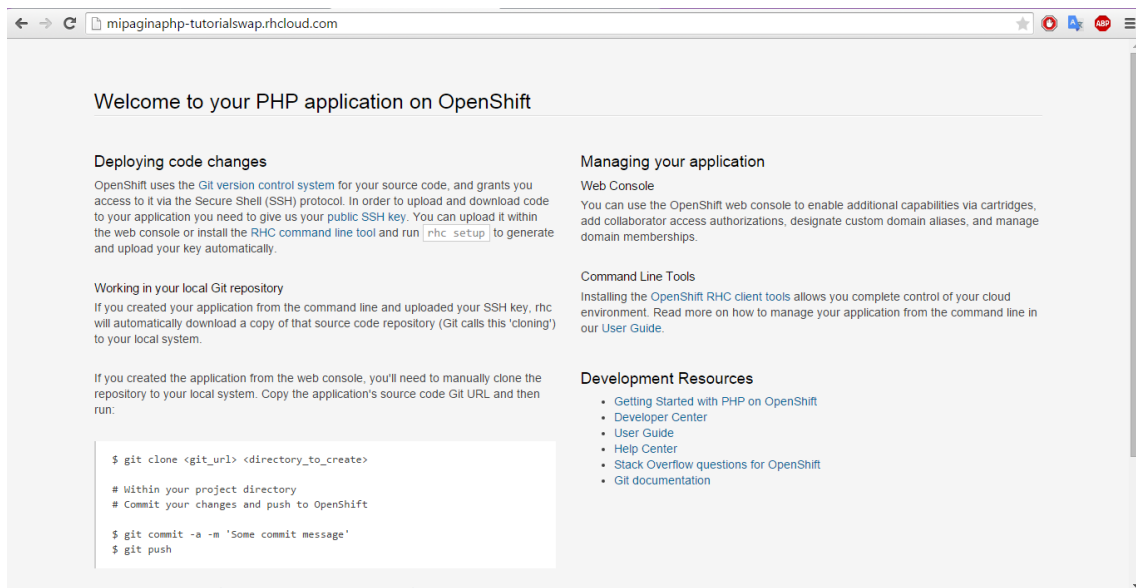 mipaginaphp-tutorialswap.rhcloud.com
ABP
Welcome to your PHP application on OpenShift
Deploying code changes
OpenShift uses the Git version control system for your source code, and grants you
access to it via the Secure Shell (SSH) protocol. In order to upload and download code
to your application you need to give us your public SSH key. You can upload it within
the web console or install the RHC command line tool and run rhc setup to generate
and upload your key automatically.
Working in your local Git repository
If you created your application from the command line and uploaded your SSH key, rhc
will automatically download a copy of that source code repository (Git calls this 'cloning')
to your local system.
If you created the application from the web console, you'll need to manually clone the
repository to your local system. Copy the application's source code Git URL and then
run:
$ git clone <git_url> <directory_to_create>
# Within your project directory
# Commit your changes and push to OpenShift
$ git commit -a -m 'Some commit message'
$ git push
Managing your application
Web Console
You can use the OpenShift web console to enable additional capabilities via cartridges,
add collaborator access authorizations, designate custom domain aliases, and manage
domain memberships.
Command Line Tools
Installing the OpenShift RHC client tools allows you complete control of your cloud
environment. Read more on how to manage your application from the command line in
our User Guide.
Development Resources
• Getting Started with PHP on OpenShift
• Developer Center
• User Guide
• Help Center
• Stack Overflow questions for OpenShift
• Git documentation